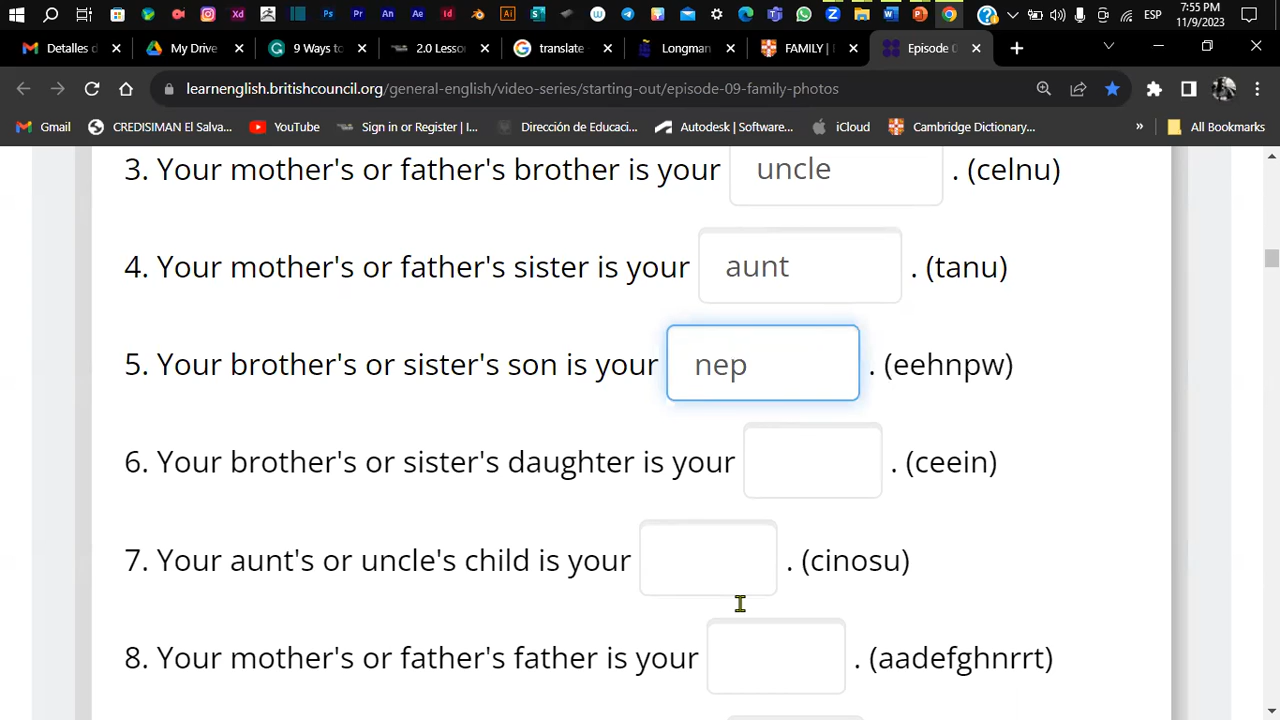 7:55 PM
ESP
11/9/2023
Detalles d
My Drive
9 Ways to
2.0 Lesso
translate -
Longman
FAMILY |
Episode 0
learnenglish.britishcouncil.org/general-english/video-series/starting-out/episode-09-family-photos
Gmail
CREDISIMAN El Salva...
YouTube
Sign in or Register | I...
Dirección de Educaci...
Autodesk | Software...
iCloud
Cambridge Dictionary...
»
All Bookmarks
3. Your mother's or father's brother is your uncle . (celnu)
4. Your mother's or father's sister is your aunt . (tanu)
5. Your brother's or sister's son is your nep . (eehnpw)
6. Your brother's or sister's daughter is your . (ceein)
7. Your aunt's or uncle's child is your . (cinosu)
8. Your mother's or father's father is your . (aadefghnrrt)